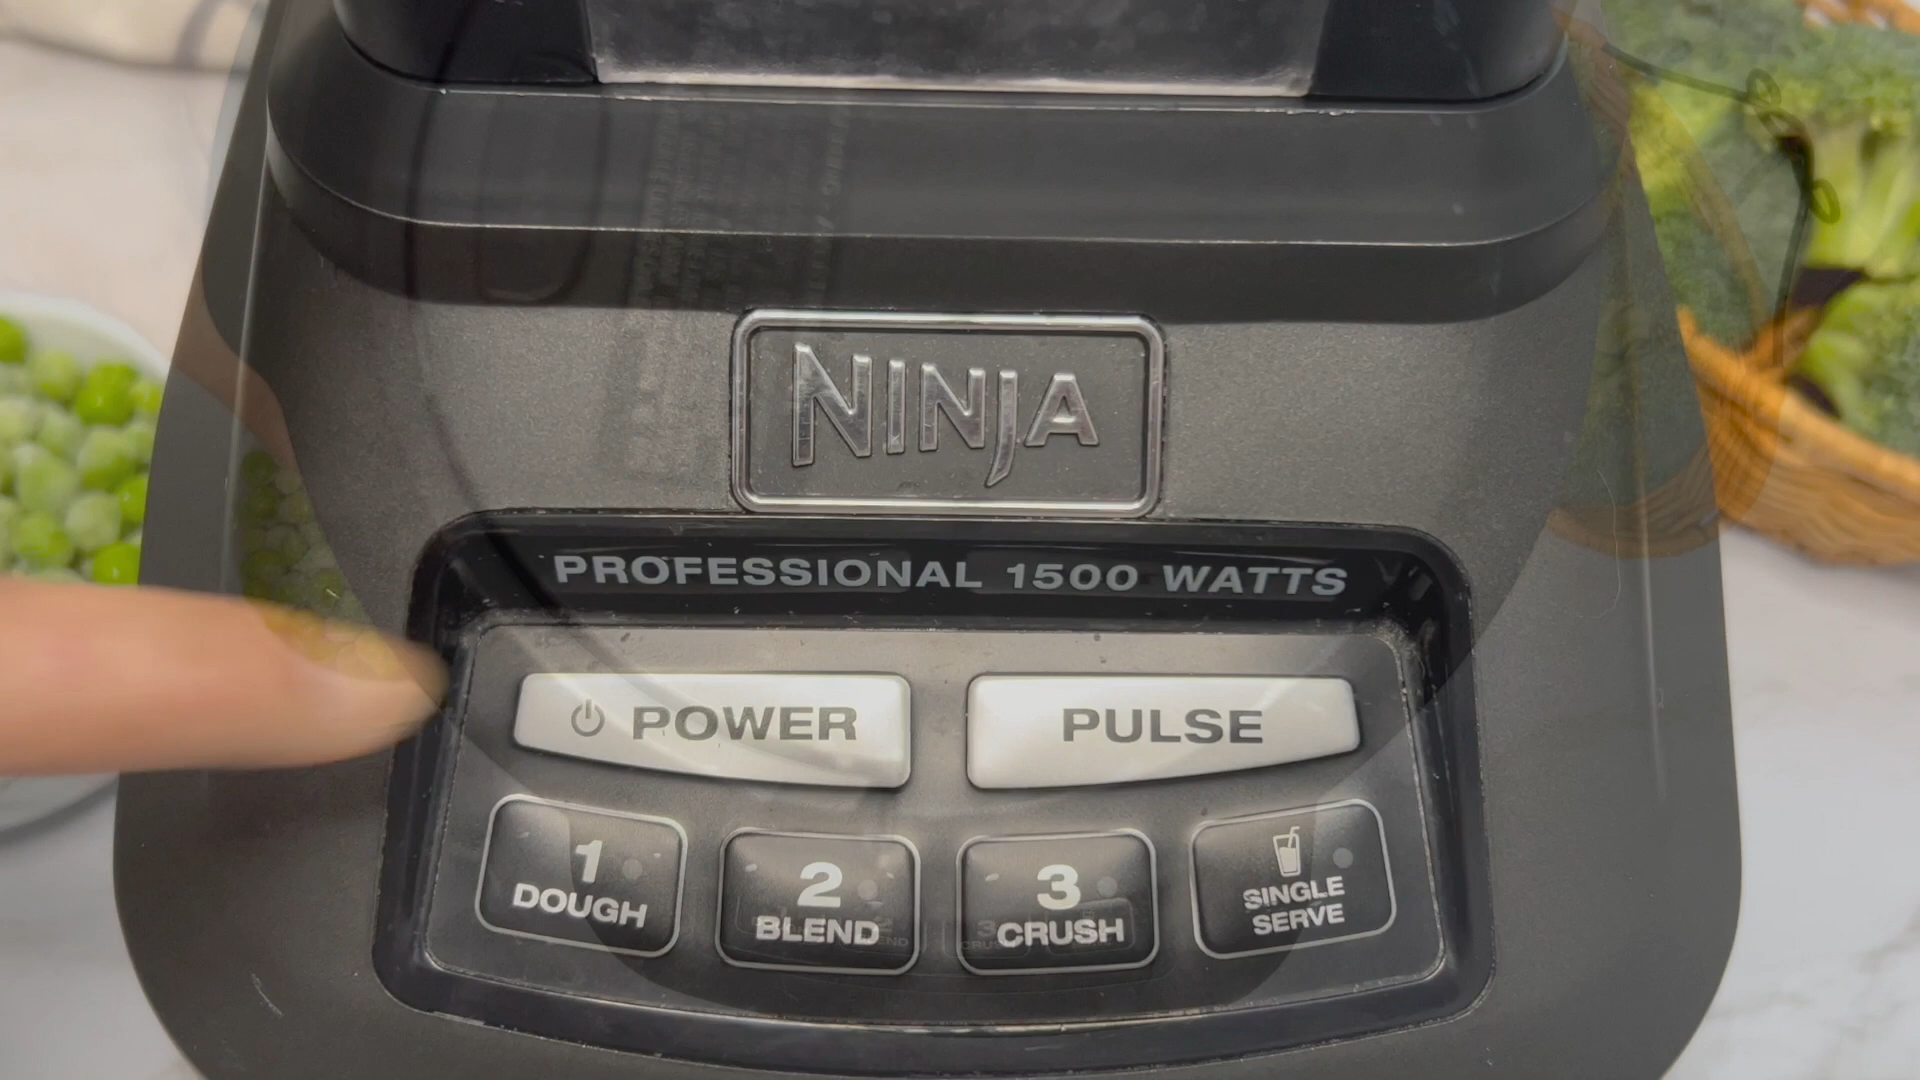 NINJA
PROFESSIONAL 1500 WATTS
POWER
PULSE
1
DOUGH
2
BLEND
3
CRUSH
SINGLE
SERVE